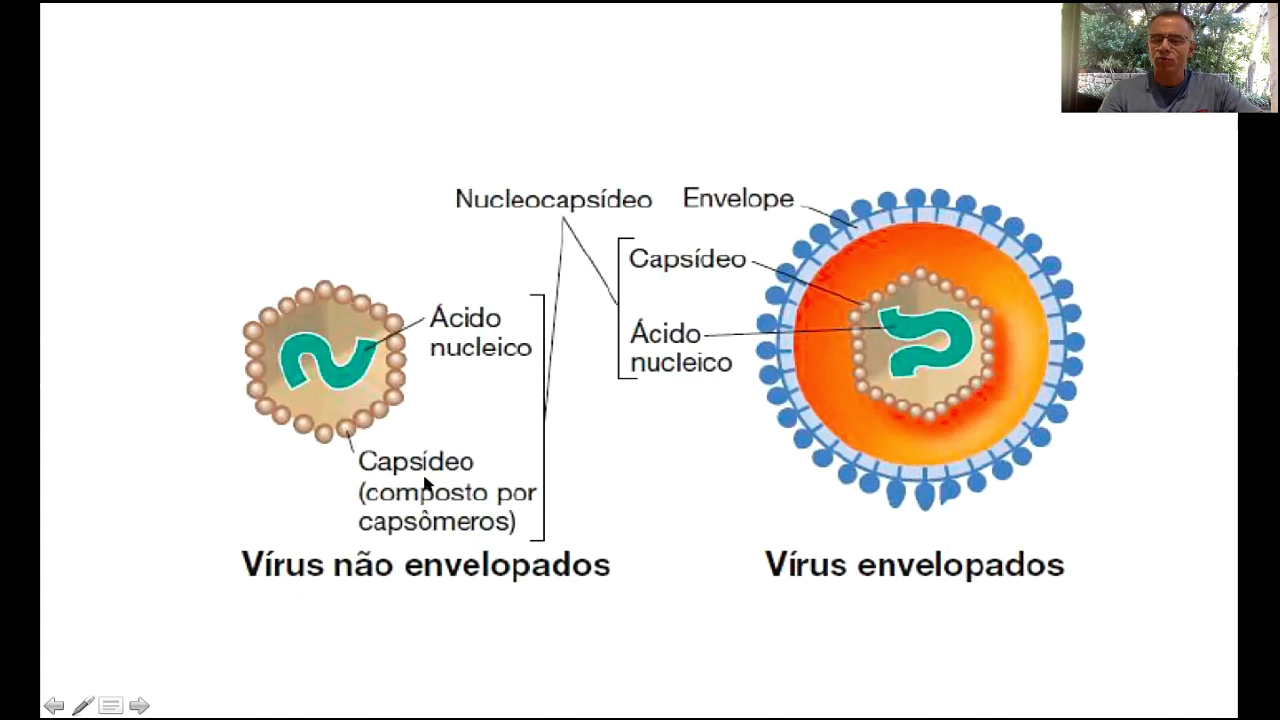 Nucleocapsídeo
Envelope
Capsídeo
Ácido
nucleico
Ácido
nucleico
Capsídeo
(composto por
capsômeros)
Vírus não envelopados
Vírus envelopados